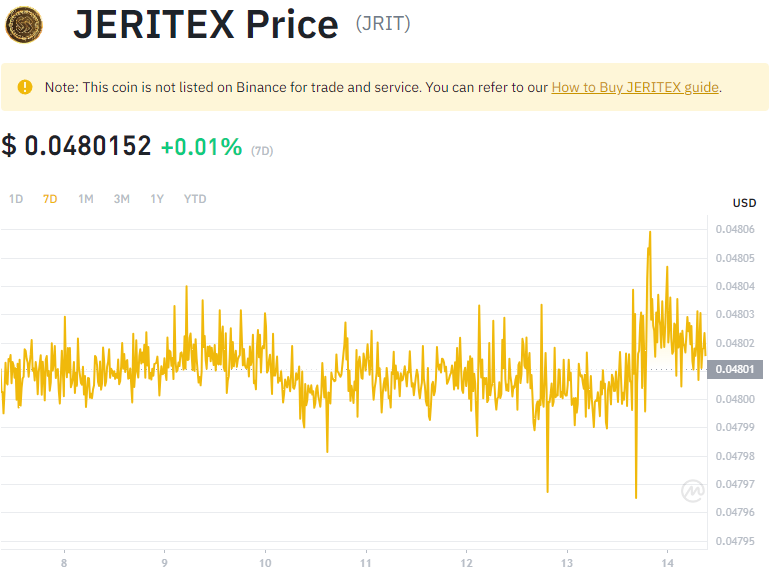 JERITEX Price (JRIT)
Note: This coin is not listed on Binance for trade and service. You can refer to our How to Buy JERITEX guide.
$ 0.0480152 +0.01% (7D)
1D 7D 1M 3M 1Y YTD
USD
0.04806
0.04805
0.04804
0.04803
0.04802
0.04801
0.04800
0.04799
0.04798
0.04797
0.04796
0.04795
8 9 10 11 12 13 14